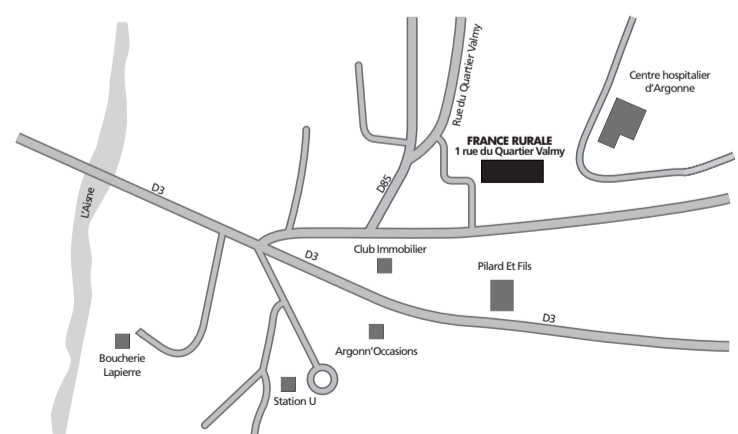 Rue du Quartier Valmy
Centre hospitalier
d'Argonne
FRANCE RURALE
1 rue du Quartier Valmy
D85
D3
L'Aisne
Club Immobilier
D3
Pilard Et Fils
D3
Argonn'Occasions
Boucherie
Lapierre
Station U